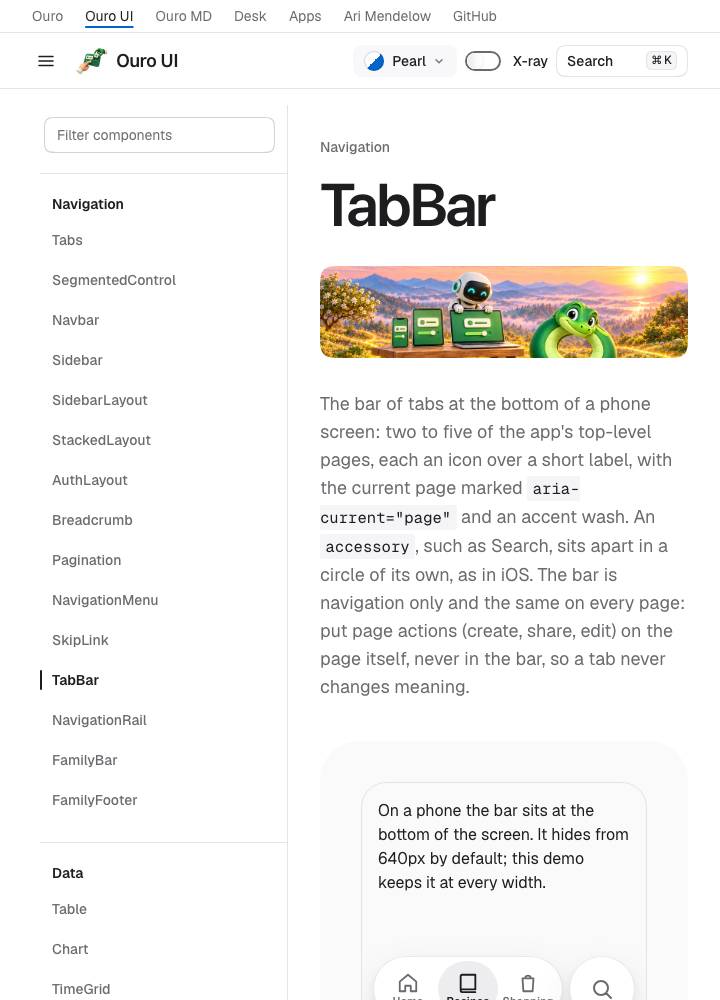 Ouro Ouro UI Ouro MD Desk Apps Ari Mendelow GitHub
Ouro UI Pearl X-ray Search ⌘ K
Filter components
Navigation
Tabs
SegmentedControl
Navbar
Sidebar
SidebarLayout
StackedLayout
AuthLayout
Breadcrumb
Pagination
NavigationMenu
SkipLink
TabBar
NavigationRail
FamilyBar
FamilyFooter
Data
Table
Chart
TimeGrid
Navigation
TabBar
The bar of tabs at the bottom of a phone
screen: two to five of the app's top-level
pages, each an icon over a short label, with
the current page marked aria-
current="page" and an accent wash. An
accessory, such as Search, sits apart in a
circle of its own, as in iOS. The bar is
navigation only and the same on every page:
put page actions (create, share, edit) on the
page itself, never in the bar, so a tab never
changes meaning.
On a phone the bar sits at the
bottom of the screen. It hides from
640px by default; this demo
keeps it at every width.
Home Recipes Shopping